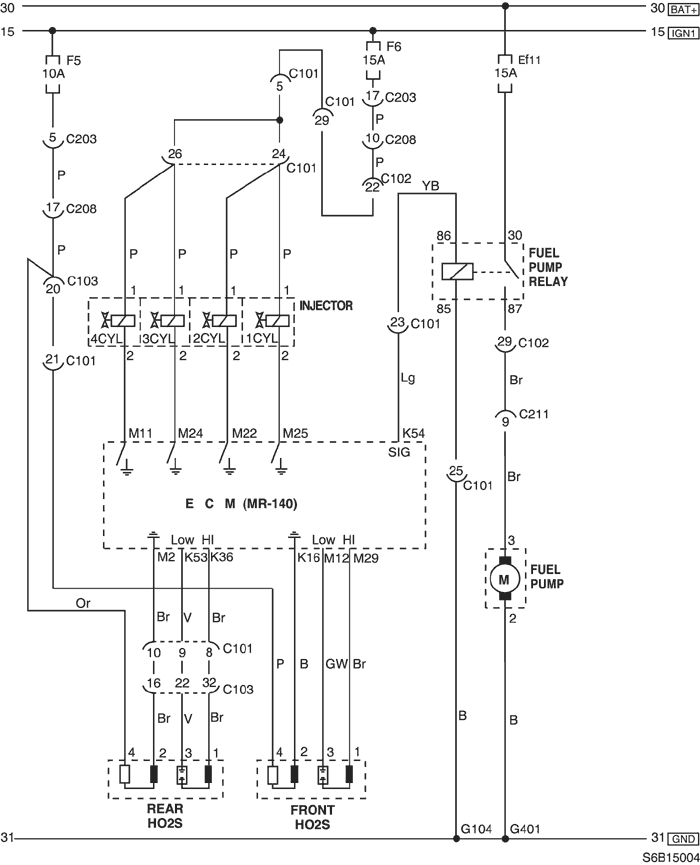 30 30 BAT+
15 15 IGN1
F5
10A
F6
15A
Ef11
15A
C101
5
17 C203
C101
29
P
5 C203
10 C208
26 24
C101
P
22 C102
P
YB
17 C208
86 30
P
P P P P
FUEL
PUMP
RELAY
20 C103
1 1 1 1
INJECTOR
85 87
4CYL 3CYL 2CYL 1CYL
23 C101
29 C102
2 2 2 2
21 C101
Lg
Br
9 C211
M11 M24 M22 M25 K54
SIG
25 C101
Br
E C M (MR-140)
Low HI Low HI
M2 K53 K36 K16 M12 M29
3
M
FUEL
PUMP
2
Or
Br V Br
10 9 8 C101
P B GW Br
16 22 32 C103
Br V Br
B B
4 2 3 1 4 2 3 1
REAR
HO2S
FRONT
HO2S
31 G104 G401 31 GND
S6B15004